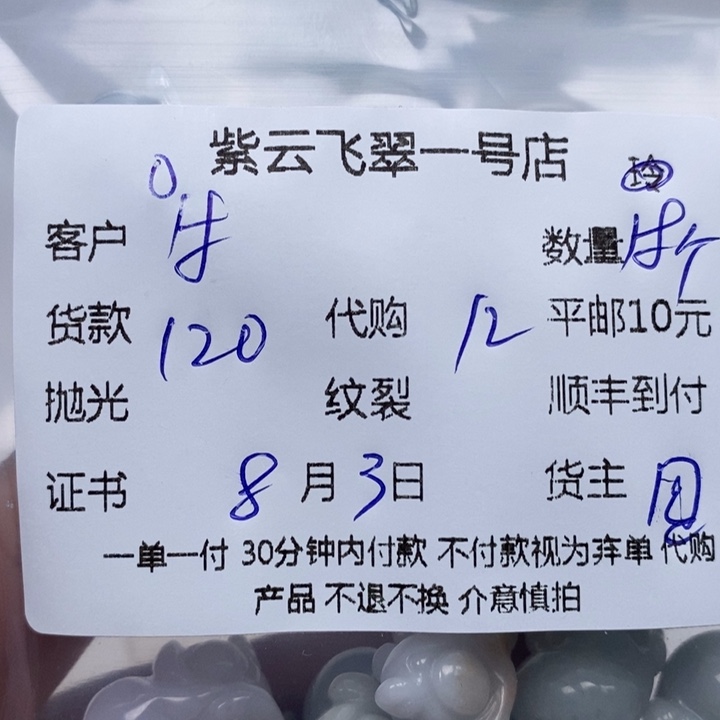 紫云飞翠一号店
玲
客户 数量
货款 120 代购 12 平邮10元
抛光 纹裂 顺丰到付
证书 8月3日 货主
一单一付 30分钟内付款 不付款视为弃单 代购
产品 不退不换 介意慎拍